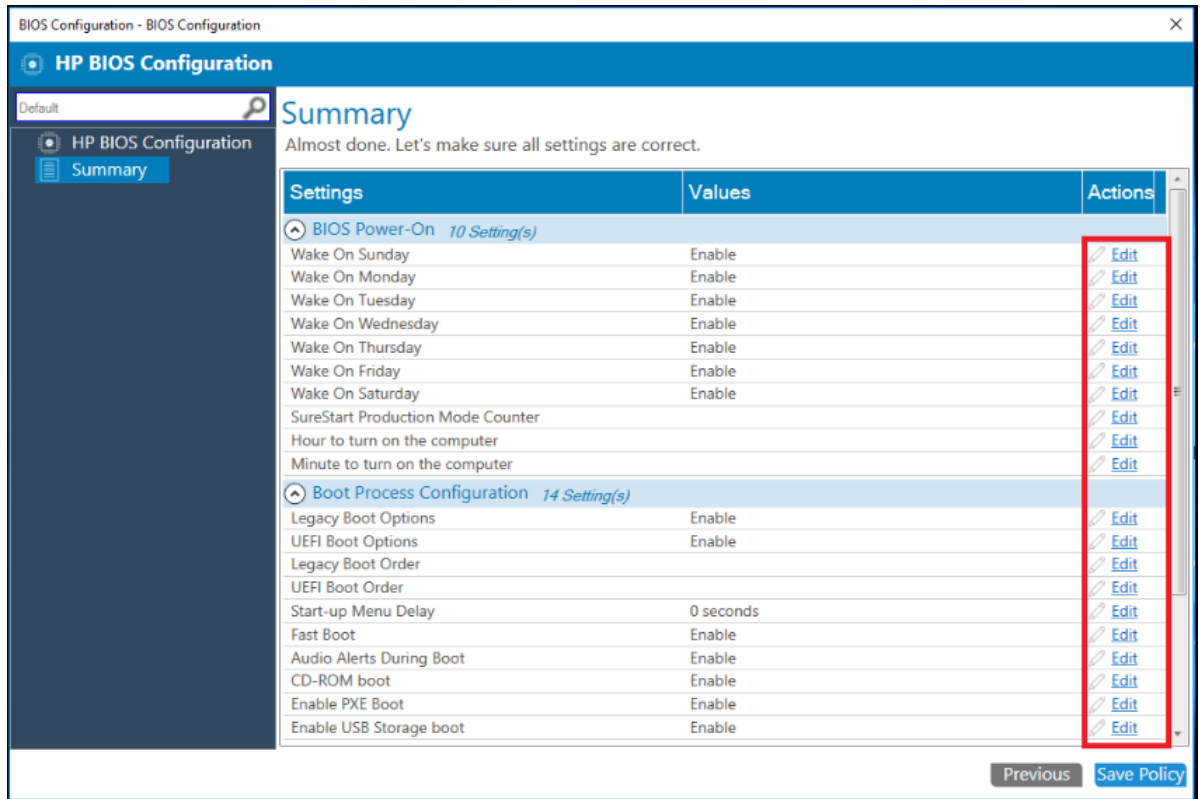 BIOS Configuration - BIOS Configuration
HP BIOS Configuration
Default
HP BIOS Configuration
Summary
Summary
Almost done. Let's make sure all settings are correct.
Settings Values Actions
BIOS Power-On 10 Setting(s)
Wake On Sunday Enable Edit
Wake On Monday Enable Edit
Wake On Tuesday Enable Edit
Wake On Wednesday Enable Edit
Wake On Thursday Enable Edit
Wake On Friday Enable Edit
Wake On Saturday Enable Edit
SureStart Production Mode Counter Edit
Hour to turn on the computer Edit
Minute to turn on the computer Edit
Boot Process Configuration 14 Setting(s)
Legacy Boot Options Enable Edit
UEFI Boot Options Enable Edit
Legacy Boot Order Edit
UEFI Boot Order Edit
Start-up Menu Delay 0 seconds Edit
Fast Boot Enable Edit
Audio Alerts During Boot Enable Edit
CD-ROM boot Enable Edit
Enable PXE Boot Enable Edit
Enable USB Storage boot Enable Edit
Previous Save Policy